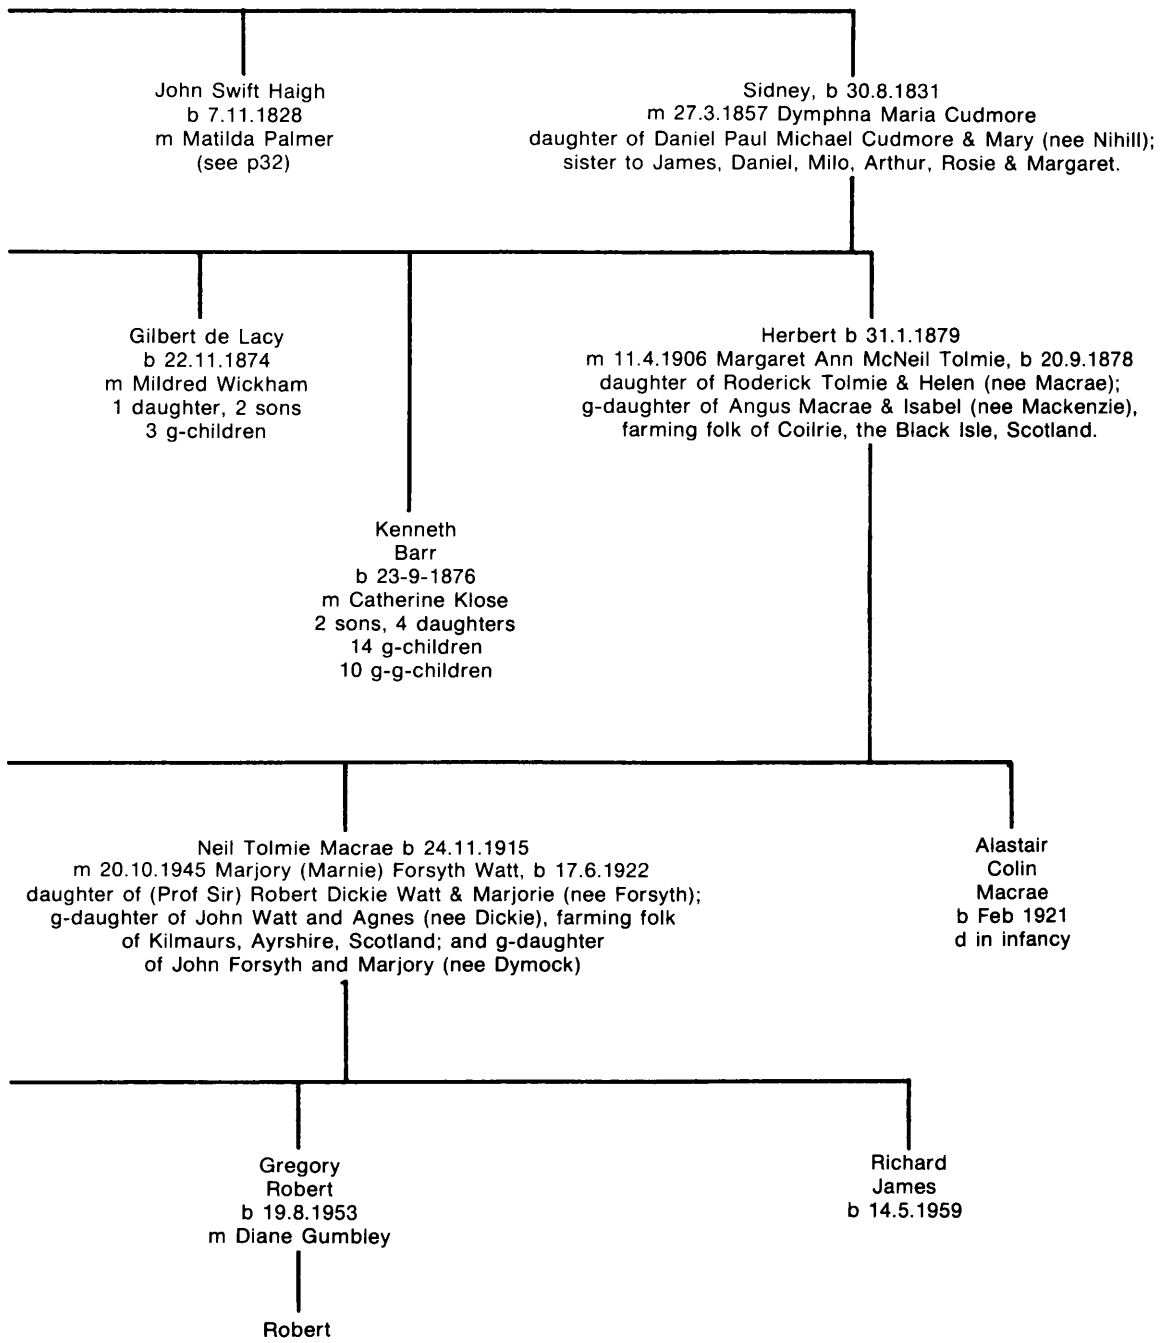 John Swift Haigh
b 7.11.1828
m Matilda Palmer
(see p32)
Sidney, b 30.8.1831
m 27.3.1857 Dymphna Maria Cudmore
daughter of Daniel Paul Michael Cudmore & Mary (nee Nihill);
sister to James, Daniel, Milo, Arthur, Rosie & Margaret.
Gilbert de Lacy
b 22.11.1874
m Mildred Wickham
1 daughter, 2 sons
3 g-children
Herbert b 31.1.1879
m 11.4.1906 Margaret Ann McNeil Tolmie, b 20.9.1878
daughter of Roderick Tolmie & Helen (nee Macrae);
g-daughter of Angus Macrae & Isabel (nee Mackenzie),
farming folk of Coilrie, the Black Isle, Scotland.
Kenneth
Barr
b 23-9-1876
m Catherine Klose
2 sons, 4 daughters
14 g-children
10 g-g-children
Neil Tolmie Macrae b 24.11.1915
m 20.10.1945 Marjory (Marnie) Forsyth Watt, b 17.6.1922
daughter of (Prof Sir) Robert Dickie Watt & Marjorie (nee Forsyth);
g-daughter of John Watt and Agnes (nee Dickie), farming folk
of Kilmaurs, Ayrshire, Scotland; and g-daughter
of John Forsyth and Marjory (nee Dymock)
Alastair
Colin
Macrae
b Feb 1921
d in infancy
Gregory
Robert
b 19.8.1953
m Diane Gumbley
Richard
James
b 14.5.1959
Robert